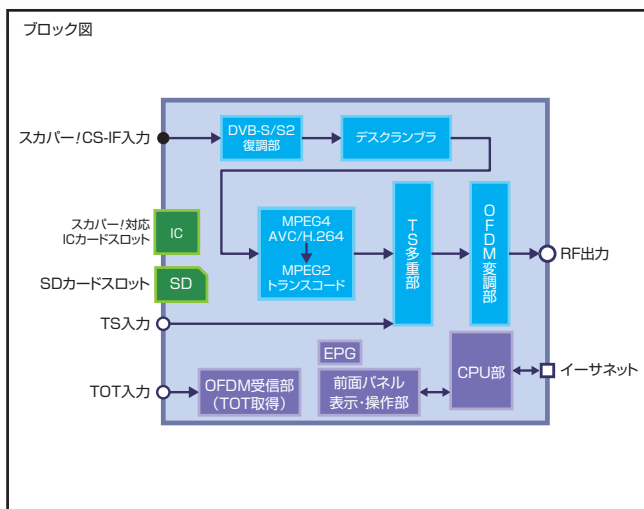 ブロック図
スカパー!CS-IF入力
DVB-S/S2
復調部
デスクランブラ
スカパー!対応
ICカードスロット
IC
MPEG4
AVC/H.264
MPEG2
トランスコード
TS多重部
OFDM変調部
RF出力
SDカードスロット
SD
TS入力
EPG
CPU部
イーサネット
TOT入力
OFDM受信部
(TOT取得)
前面パネル
表示・操作部